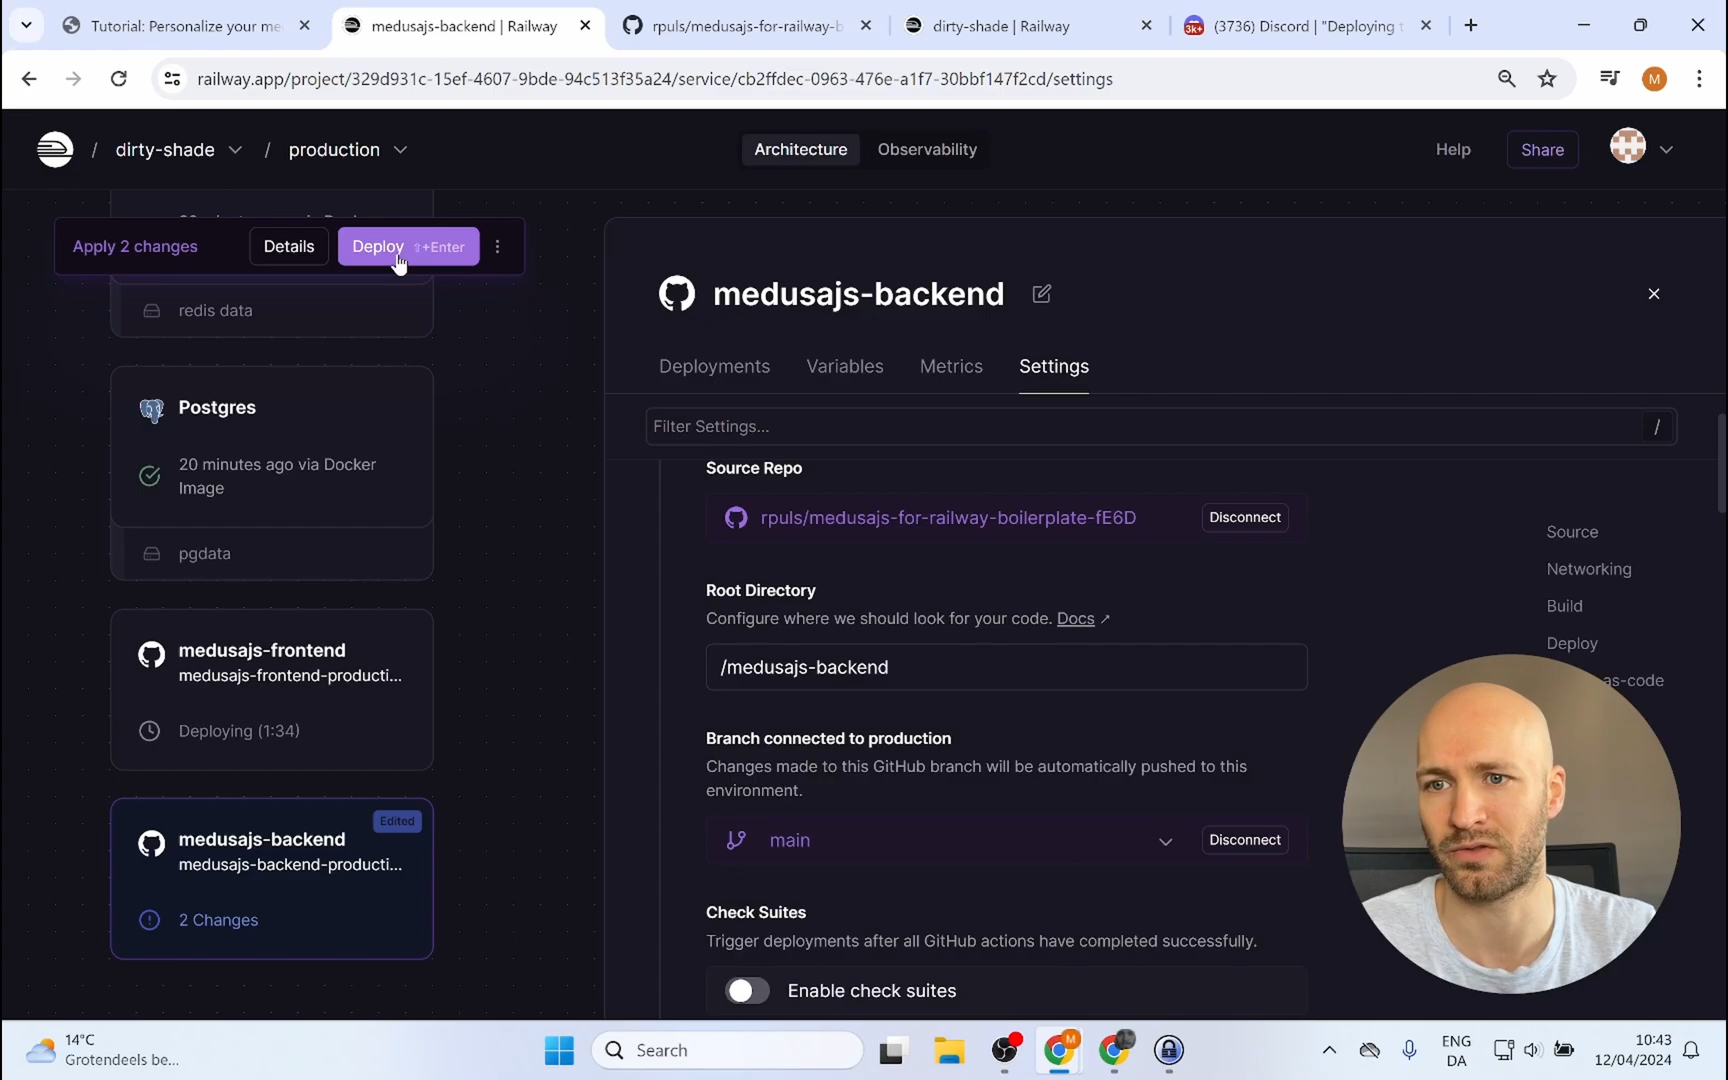 Tutorial: Personalize your me
medusajs-backend | Railway
rpuls/medusajs-for-railway-b
dirty-shade | Railway
3k+
(3736) Discord | "Deploying t
railway.app/project/329d931c-15ef-4607-9bde-94c513f35a24/service/cb2ffdec-0963-476e-a1f7-30bbf147f2cd/settings
M
/ dirty-shade / production
Architecture
Observability
Help
Share
Apply 2 changes
Details
Deploy ⇧+Enter
redis data
Postgres
20 minutes ago via Docker
Image
pgdata
medusajs-frontend
medusajs-frontend-producti...
Deploying (1:34)
Edited
medusajs-backend
medusajs-backend-producti...
2 Changes
medusajs-backend
Deployments
Variables
Metrics
Settings
Filter Settings...
/
Source Repo
rpuls/medusajs-for-railway-boilerplate-fE6D
Disconnect
Root Directory
Configure where we should look for your code. Docs ↗
/medusajs-backend
Branch connected to production
Changes made to this GitHub branch will be automatically pushed to this
environment.
main
Disconnect
Check Suites
Trigger deployments after all GitHub actions have completed successfully.
Enable check suites
Source
Networking
Build
Deploy
as-code
14°C
Grotendeels be...
Search
M
ENG
DA
10:43
12/04/2024